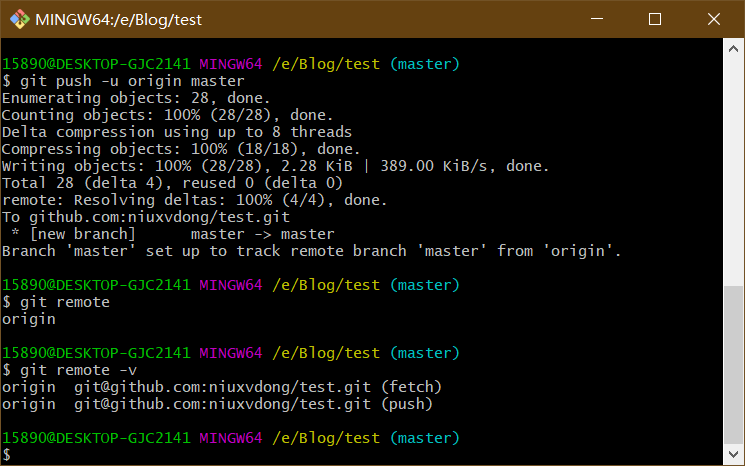 MINGW64:/e/Blog/test
15890@DESKTOP-GJC2141 MINGW64 /e/Blog/test (master)
$ git push -u origin master
Enumerating objects: 28, done.
Counting objects: 100% (28/28), done.
Delta compression using up to 8 threads
Compressing objects: 100% (18/18), done.
Writing objects: 100% (28/28), 2.28 KiB | 389.00 KiB/s, done.
Total 28 (delta 4), reused 0 (delta 0)
remote: Resolving deltas: 100% (4/4), done.
To github.com:niuxvdong/test.git
 * [new branch]      master -> master
Branch 'master' set up to track remote branch 'master' from 'origin'.
15890@DESKTOP-GJC2141 MINGW64 /e/Blog/test (master)
$ git remote
origin
15890@DESKTOP-GJC2141 MINGW64 /e/Blog/test (master)
$ git remote -v
origin  git@github.com:niuxvdong/test.git (fetch)
origin  git@github.com:niuxvdong/test.git (push)
15890@DESKTOP-GJC2141 MINGW64 /e/Blog/test (master)
$